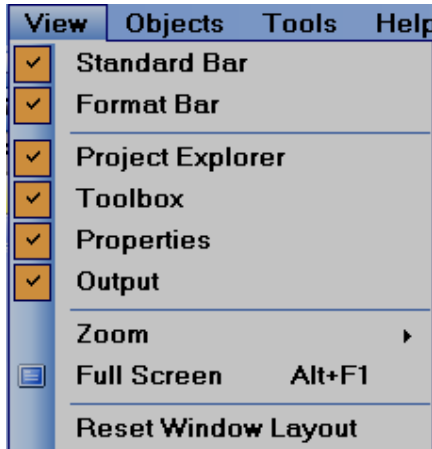 View Objects Tools Help
Standard Bar
Format Bar
Project Explorer
Toolbox
Properties
Output
Zoom
Full Screen Alt+F1
Reset Window Layout